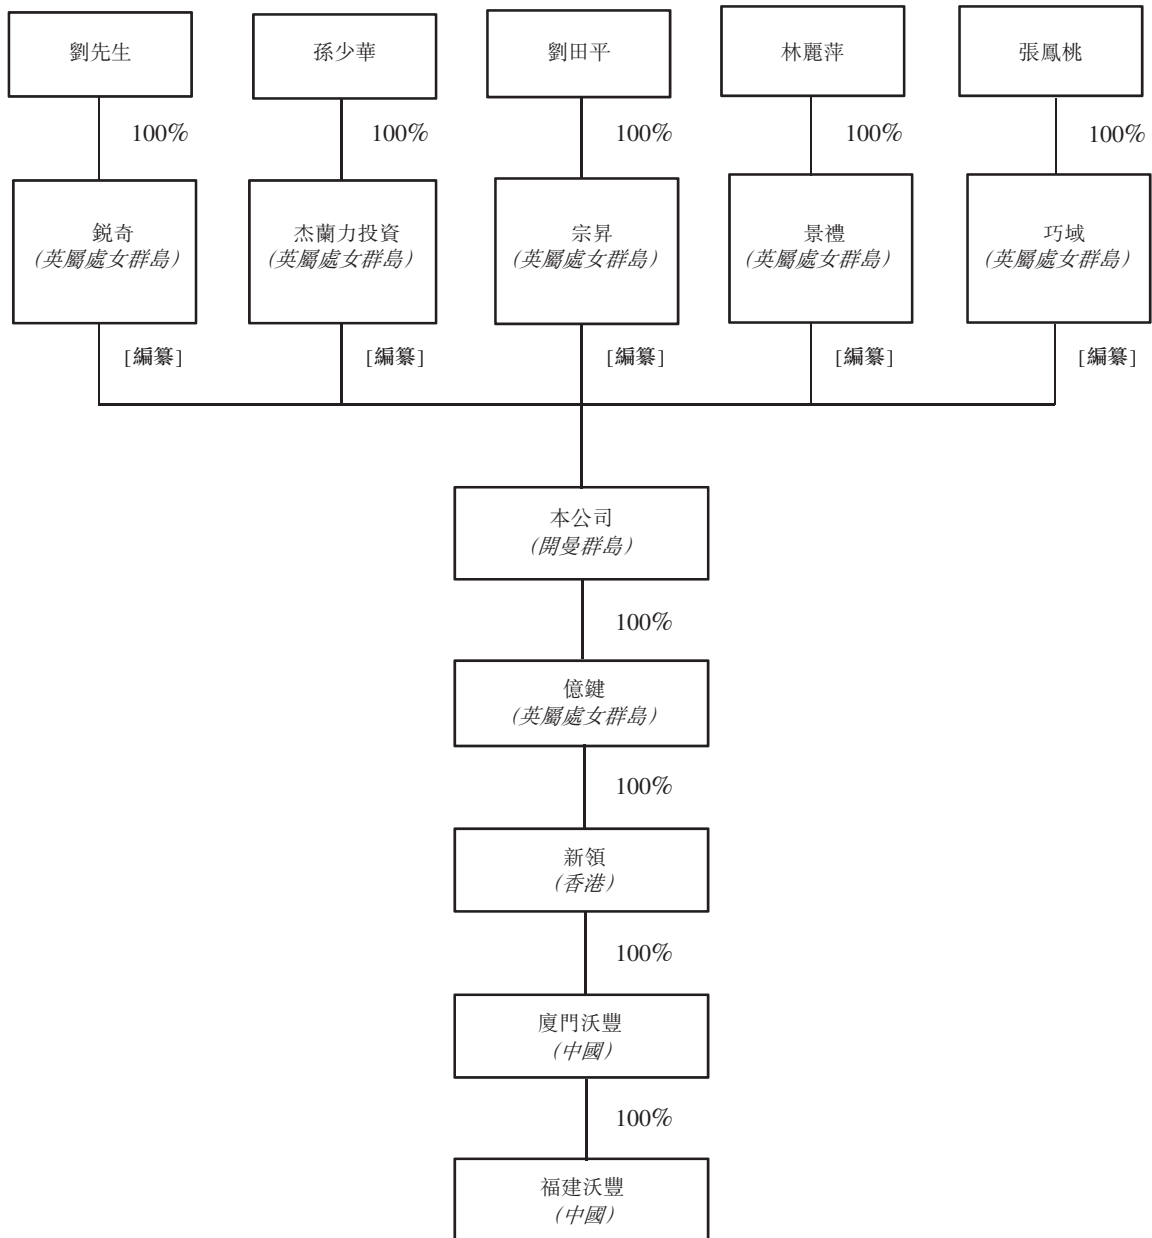 劉先生
孫少華
劉田平
林麗萍
張鳳桃
100%
100%
100%
100%
100%
鋭奇
(英屬處女群島)
杰蘭力投資
(英屬處女群島)
宗昇
(英屬處女群島)
景禮
(英屬處女群島)
巧域
(英屬處女群島)
[編纂]
[編纂]
[編纂]
[編纂]
[編纂]
本公司
(開曼群島)
100%
億鍵
(英屬處女群島)
100%
新領
(香港)
100%
廈門沃豐
(中國)
100%
福建沃豐
(中國)